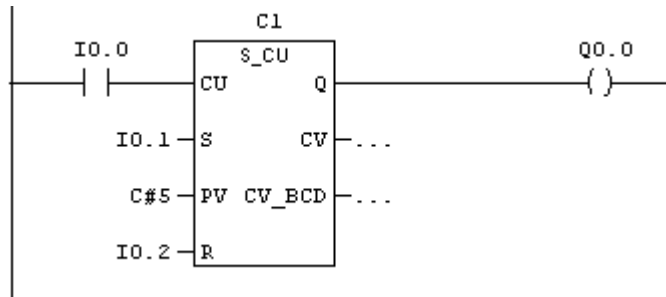 C1
I0.0 S_CU Q0.0
CU Q
I0.1 S CV ...
C#5 PV CV_BCD ...
I0.2 R